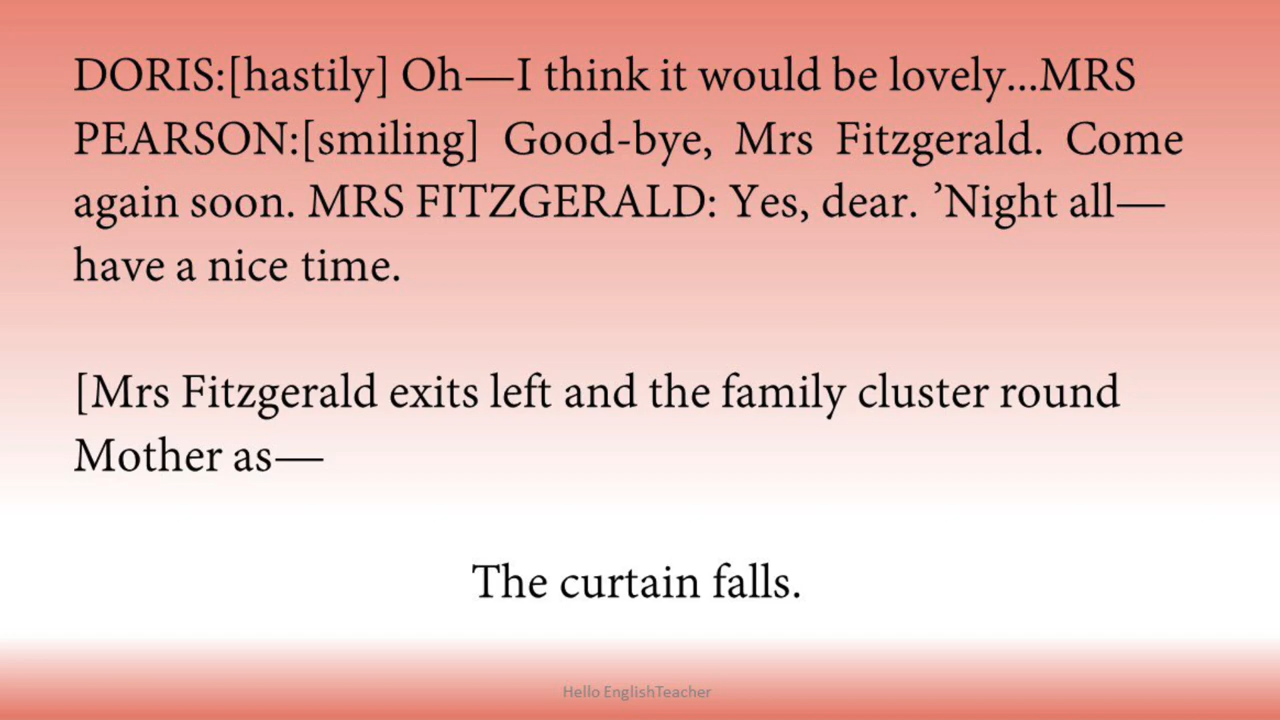 DORIS:[hastily] Oh—I think it would be lovely...MRS
PEARSON:[smiling] Good-bye, Mrs Fitzgerald. Come
again soon. MRS FITZGERALD: Yes, dear. ’Night all—
have a nice time.
[Mrs Fitzgerald exits left and the family cluster round
Mother as—
The curtain falls.
Hello EnglishTeacher